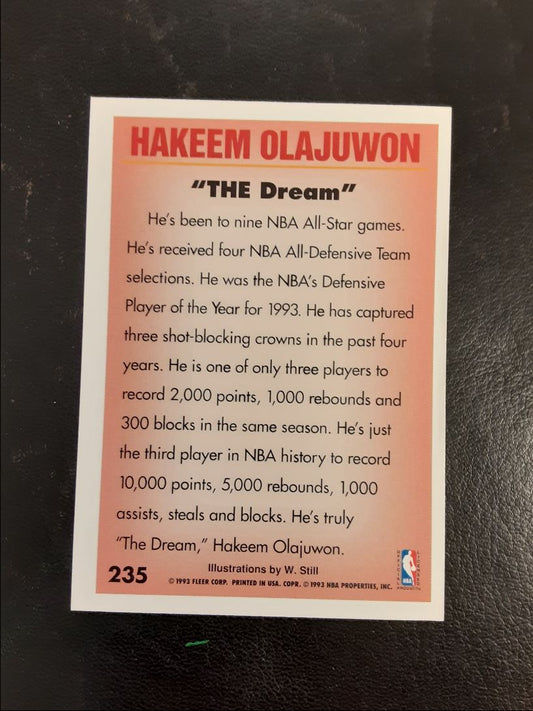 HAKEEM OLAJUWON
“THE Dream”
He’s been to nine NBA All-Star games.
He’s received four NBA All-Defensive Team
selections. He was the NBA’s Defensive
Player of the Year for 1993. He has captured
three shot-blocking crowns in the past four
years. He is one of only three players to
record 2,000 points, 1,000 rebounds and
300 blocks in the same season. He’s just
the third player in NBA history to record
10,000 points, 5,000 rebounds, 1,000
assists, steals and blocks. He’s truly
“The Dream,” Hakeem Olajuwon.
Illustrations by W. Still
235 © 1993 FLEER CORP. PRINTED IN USA. COPR. © 1993 NBA PROPERTIES, INC.
NBA